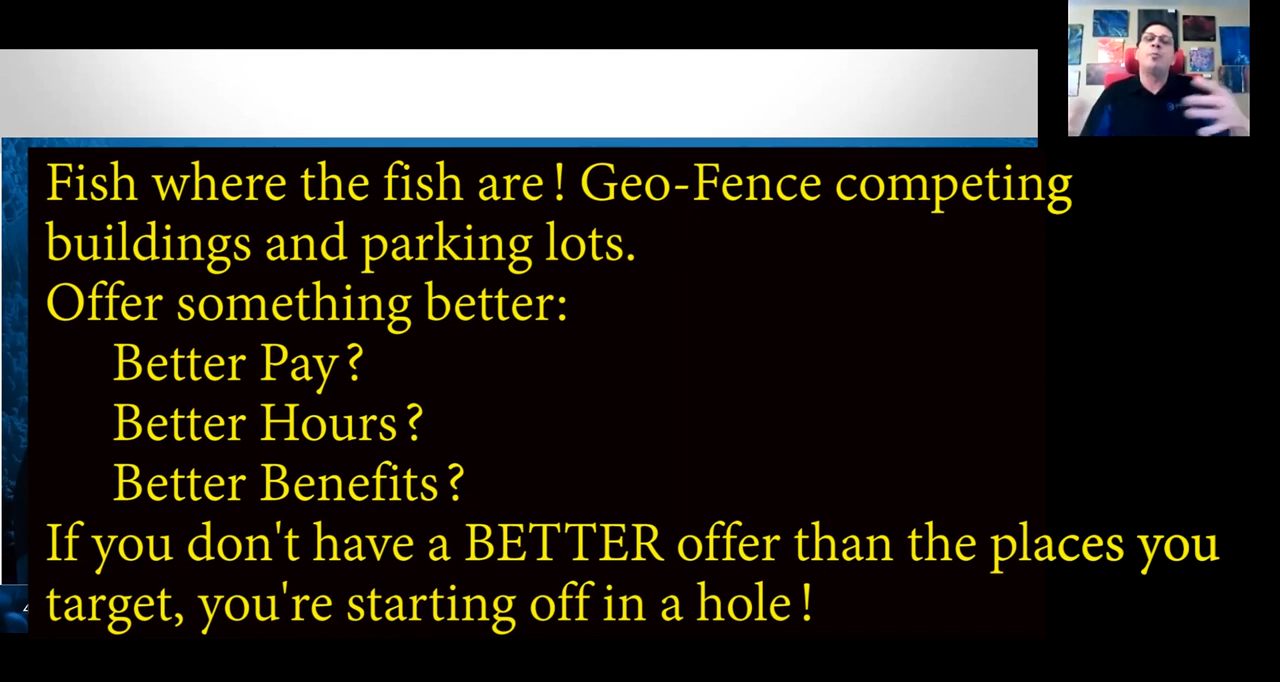 Fish where the fish are! Geo-Fence competing
buildings and parking lots.
Offer something better:
Better Pay?
Better Hours?
Better Benefits?
If you don't have a BETTER offer than the places you
target, you're starting off in a hole!